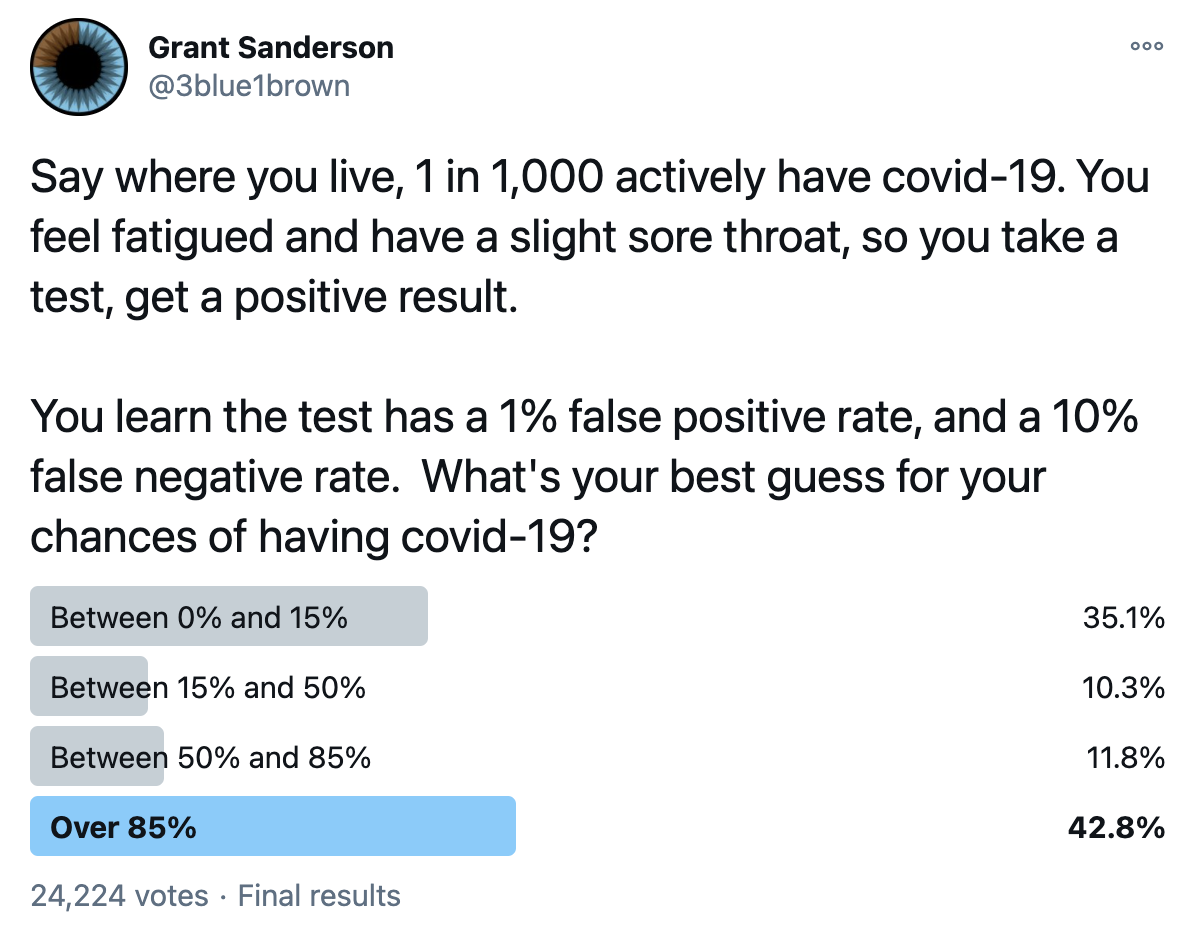 Grant Sanderson
@3blue1brown
Say where you live, 1 in 1,000 actively have covid-19. You
feel fatigued and have a slight sore throat, so you take a
test, get a positive result.
You learn the test has a 1% false positive rate, and a 10%
false negative rate.  What's your best guess for your
chances of having covid-19?
Between 0% and 15% 35.1%
Between 15% and 50% 10.3%
Between 50% and 85% 11.8%
Over 85% 42.8%
24,224 votes · Final results